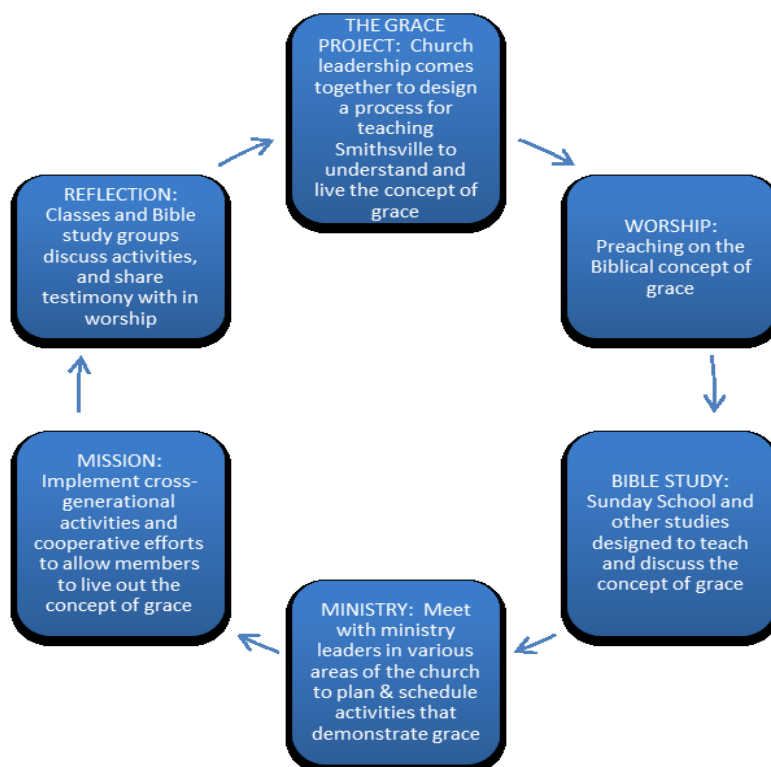 THE GRACE
PROJECT: Church
leadership comes
together to design
a process for
teaching
Smithsville to
understand and
live the concept of
grace
WORSHIP:
Preaching on the
Biblical concept of
grace
BIBLE STUDY:
Sunday School and
other studies
designed to teach
and discuss the
concept of grace
MINISTRY: Meet
with ministry
leaders in various
areas of the church
to plan & schedule
activities that
demonstrate grace
MISSION:
Implement cross-
generational
activities and
cooperative efforts
to allow members
to live out the
concept of grace
REFLECTION:
Classes and Bible
study groups
discuss activities,
and share
testimony with in
worship